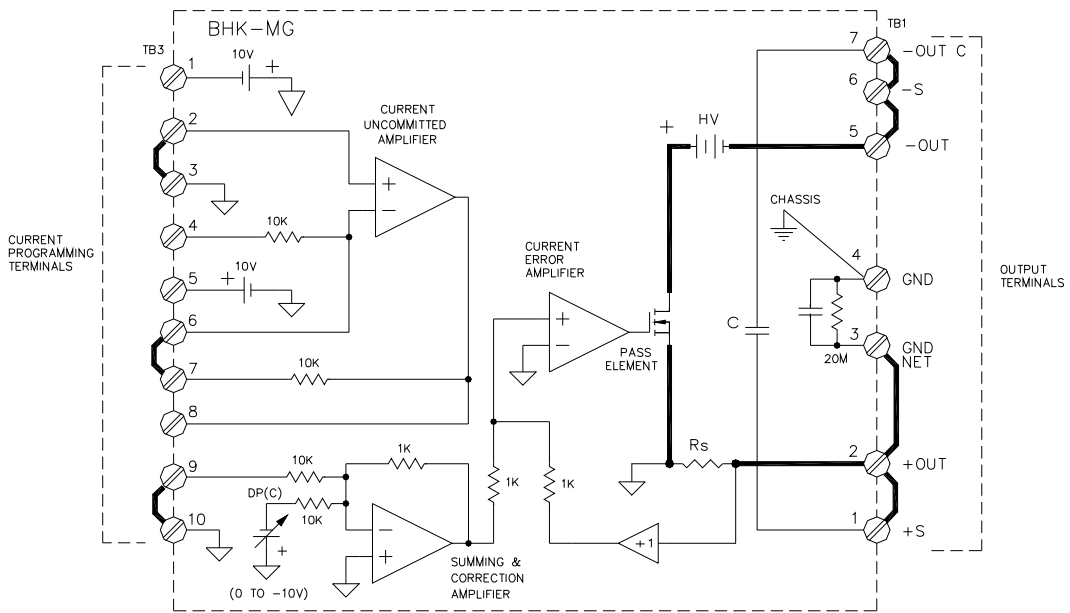 BHK-MG
TB3
TB1
1
10V
+
2
3
4
10K
5
+
10V
6
7
10K
8
9
10K
DP(C)
10K
10
+
(0 TO -10V)
CURRENT
PROGRAMMING
TERMINALS
CURRENT
UNCOMMITTED
AMPLIFIER
+
−
1K
−
+
SUMMING &
CORRECTION
AMPLIFIER
1K
1K
CURRENT
ERROR
AMPLIFIER
+
−
PASS
ELEMENT
+
HV
C
Rs
+1
CHASSIS
20M
7
-OUT C
6
-S
5
-OUT
4
GND
3
GND
NET
2
+OUT
1
+S
OUTPUT
TERMINALS